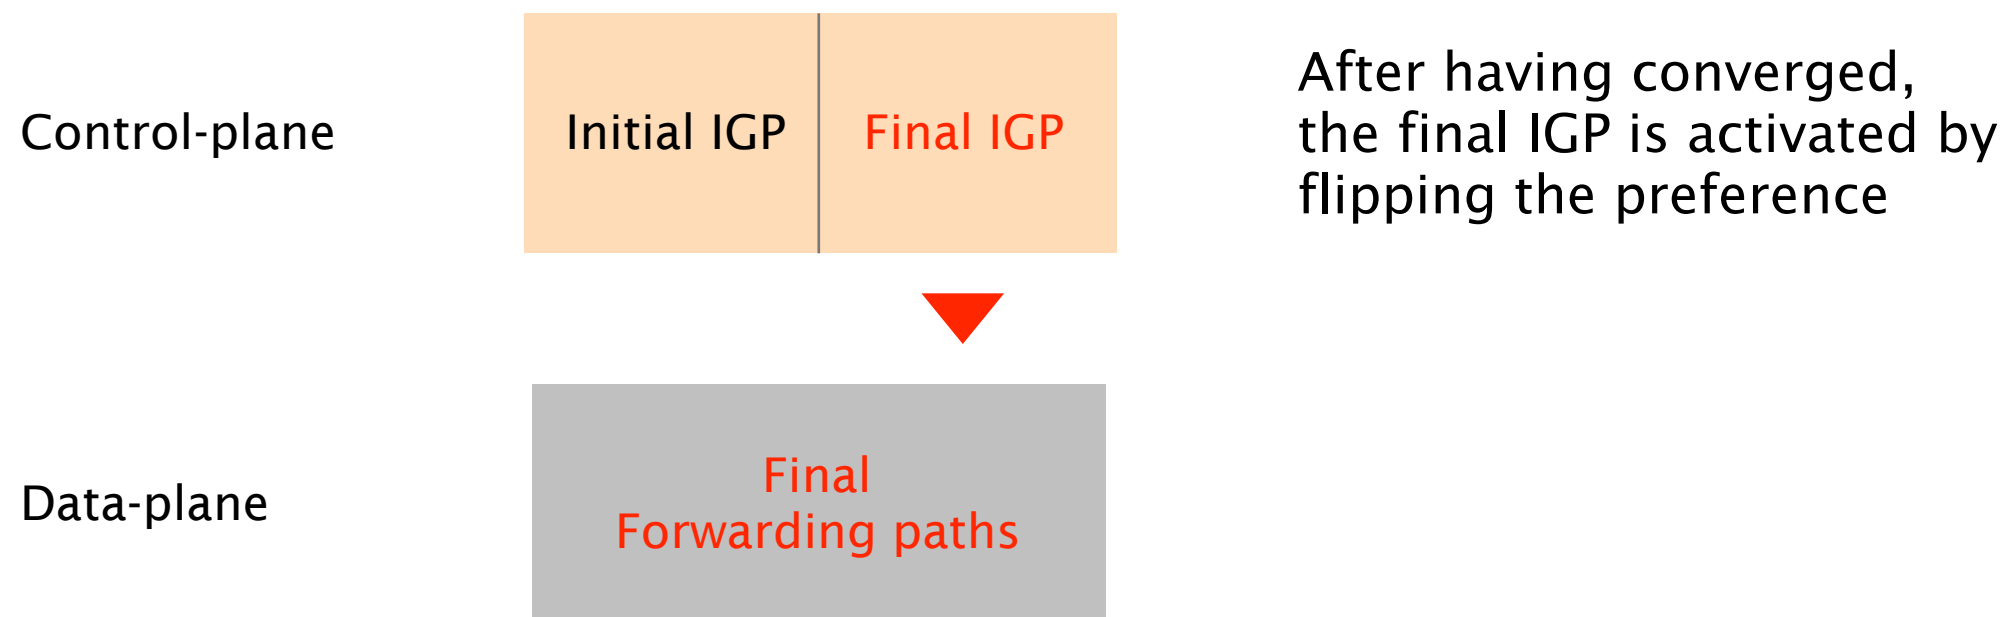 Control-plane
Initial IGP
Final IGP
After having converged,
the final IGP is activated by
flipping the preference
Data-plane
Final
Forwarding paths